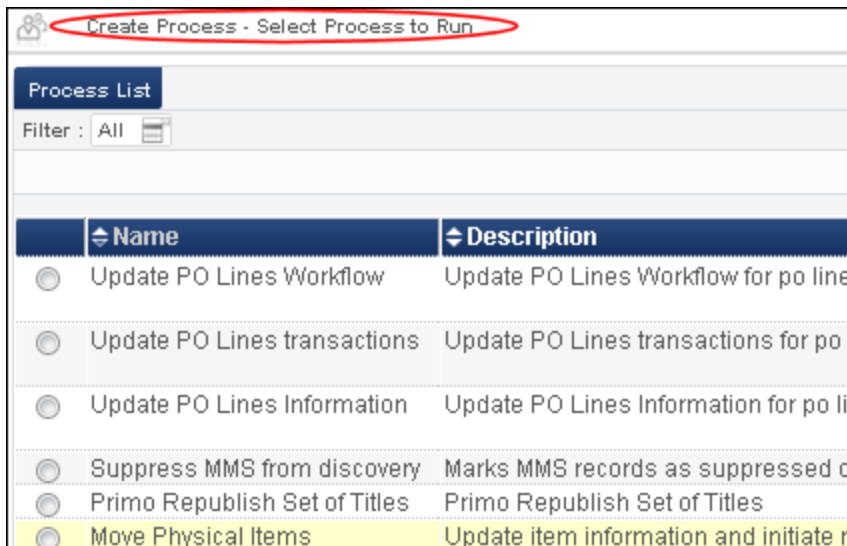 Create Process - Select Process to Run
Process List
Filter : All
Name Description
Update PO Lines Workflow Update PO Lines Workflow for po line
Update PO Lines transactions Update PO Lines transactions for po
Update PO Lines Information Update PO Lines Information for po li
Suppress MMS from discovery Marks MMS records as suppressed
Primo Republish Set of Titles Primo Republish Set of Titles
Move Physical Items Update item information and initiate